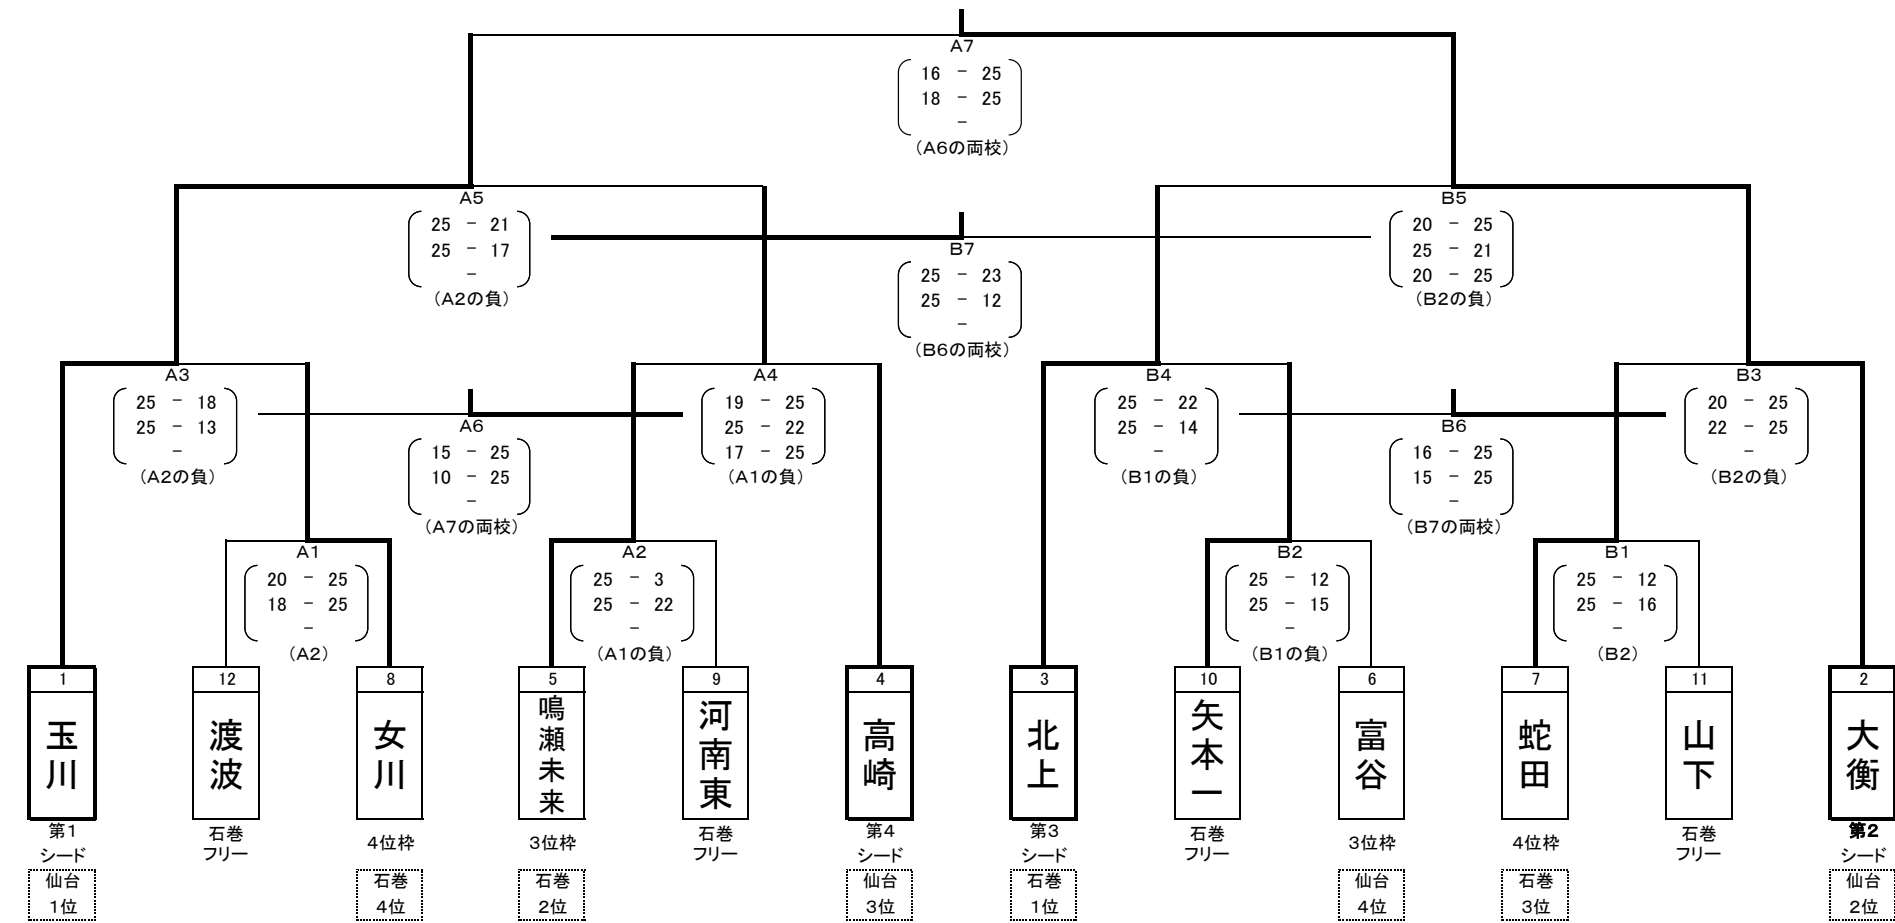 A7
16 - 25
18 - 25
-
(A6の両校)
A5
25 - 21
25 - 17
-
(A2の負)
B5
20 - 25
25 - 21
20 - 25
(B2の負)
B7
25 - 23
25 - 12
-
(B6の両校)
A3
25 - 18
25 - 13
-
(A2の負)
A4
19 - 25
25 - 22
17 - 25
(A1の負)
B4
25 - 22
25 - 14
-
(B1の負)
B3
20 - 25
22 - 25
-
(B2の負)
A6
15 - 25
10 - 25
-
(A7の両校)
B6
16 - 25
15 - 25
-
(B7の両校)
A1
20 - 25
18 - 25
-
(A2)
A2
25 - 3
25 - 22
-
(A1の負)
B2
25 - 12
25 - 15
-
(B1の負)
B1
25 - 12
25 - 16
-
(B2)
1
玉川
第1
シード
仙台
1位
12
渡波
石巻
フリー
8
女川
4位枠
石巻
4位
5
鳴瀬未来
3位枠
石巻
2位
9
河南東
石巻
フリー
4
高崎
第4
シード
仙台
3位
3
北上
第3
シード
石巻
1位
10
矢本一
石巻
フリー
6
富谷
3位枠
仙台
4位
7
蛇田
4位枠
石巻
3位
11
山下
石巻
フリー
2
大衡
第2
シード
仙台
2位